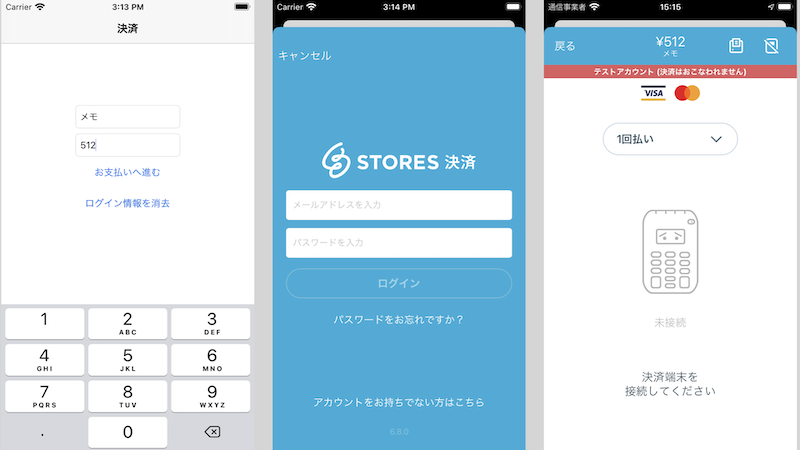 Carrier 3:13 PM
決済
メモ
512
お支払いへ進む
ログイン情報を消去
1
2
ABC
3
DEF
4
GHI
5
JKL
6
MNO
7
PQRS
8
TUV
9
WXYZ
.
0
Carrier 3:14 PM
キャンセル
STORES 決済
メールアドレスを入力
パスワードを入力
ログイン
パスワードをお忘れですか？
アカウントをお持ちでない方はこちら
6.8.0
通信事業者 15:15
戻る
¥512
メモ
テストアカウント (決済はおこなわれません)
VISA
1回払い
未接続
決済端末を
接続してください